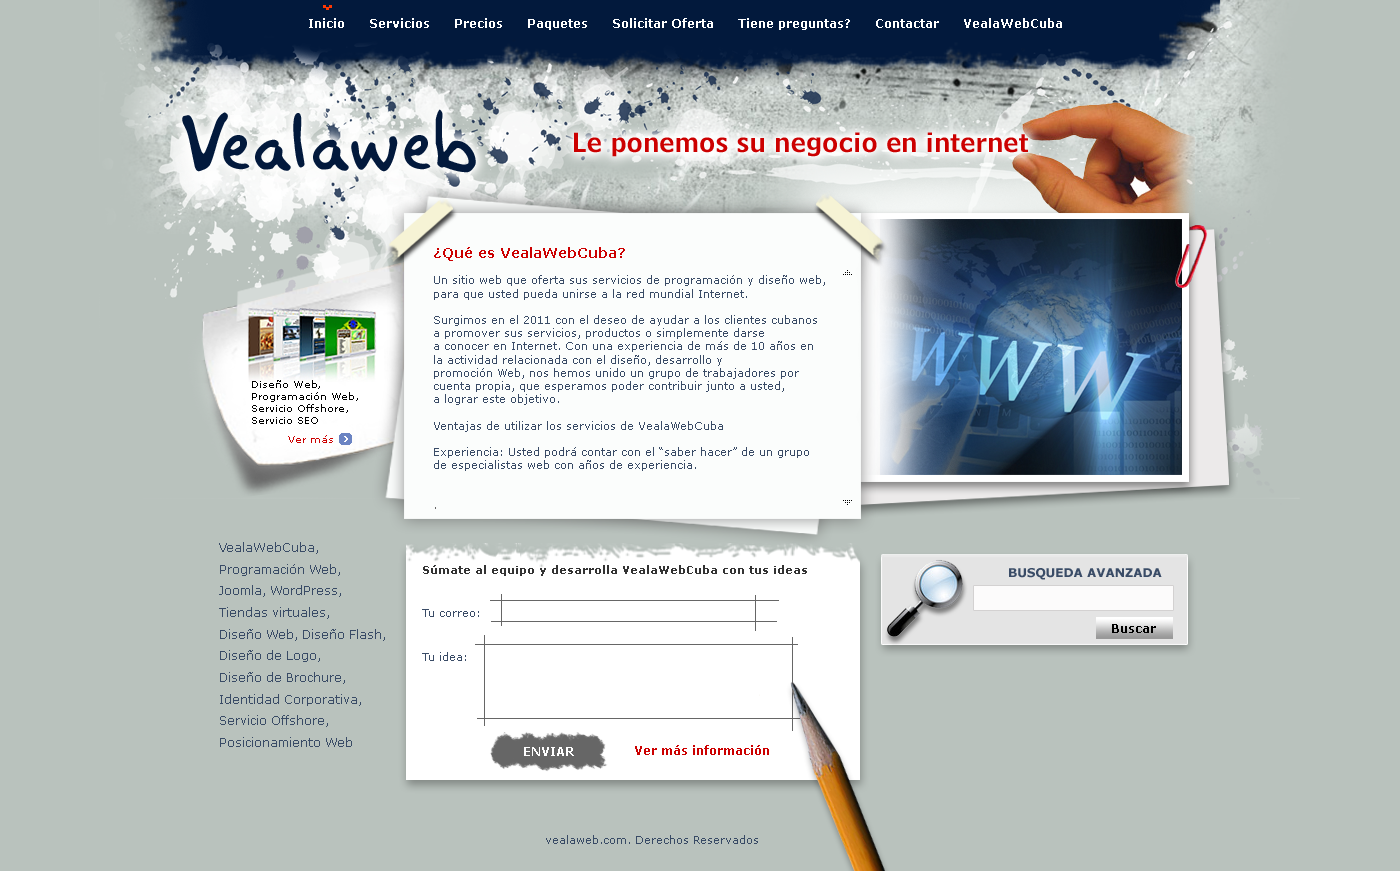 Inicio Servicios Precios Paquetes Solicitar Oferta Tiene preguntas? Contactar VealaWebCuba
Vealaweb
Le ponemos su negocio en internet
¿Qué es VealaWebCuba?
Un sitio web que oferta sus servicios de programación y diseño web,
para que usted pueda unirse a la red mundial Internet.
Surgimos en el 2011 con el deseo de ayudar a los clientes cubanos
a promover sus servicios, productos o simplemente darse
a conocer en Internet. Con una experiencia de más de 10 años en
la actividad relacionada con el diseño, desarrollo y
promoción Web, nos hemos unido un grupo de trabajadores por
cuenta propia, que esperamos poder contribuir junto a usted,
a lograr este objetivo.
Ventajas de utilizar los servicios de VealaWebCuba
Experiencia: Usted podrá contar con el “saber hacer” de un grupo
de especialistas web con años de experiencia.
.
WWW
Diseño Web,
Programación Web,
Servicio Offshore,
Servicio SEO
Ver más
VealaWebCuba,
Programación Web,
Joomla, WordPress,
Tiendas virtuales,
Diseño Web, Diseño Flash,
Diseño de Logo,
Diseño de Brochure,
Identidad Corporativa,
Servicio Offshore,
Posicionamiento Web
Súmate al equipo y desarrolla VealaWebCuba con tus ideas
Tu correo:
Tu idea:
ENVIAR
Ver más información
BUSQUEDA AVANZADA
Buscar
vealaweb.com. Derechos Reservados